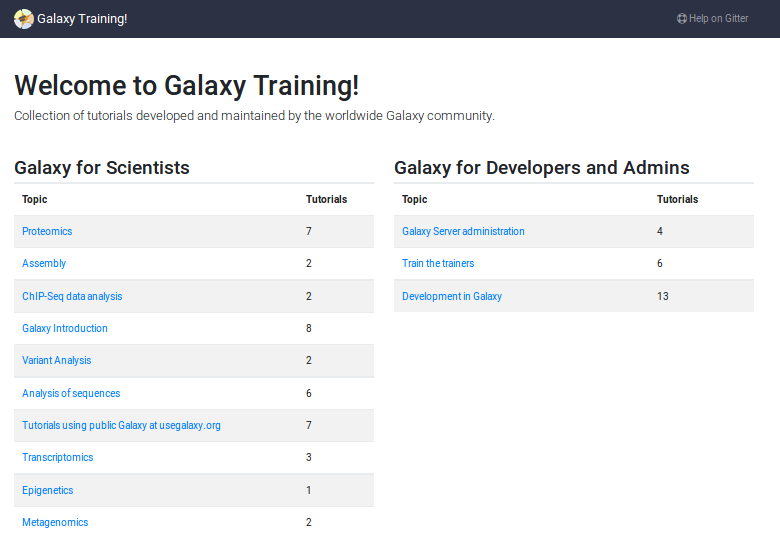 Galaxy Training!
Help on Gitter
Welcome to Galaxy Training!
Collection of tutorials developed and maintained by the worldwide Galaxy community.
Galaxy for Scientists
Topic Tutorials
Proteomics 7
Assembly 2
ChIP-Seq data analysis 2
Galaxy Introduction 8
Variant Analysis 2
Analysis of sequences 6
Tutorials using public Galaxy at usegalaxy.org 7
Transcriptomics 3
Epigenetics 1
Metagenomics 2
Galaxy for Developers and Admins
Topic Tutorials
Galaxy Server administration 4
Train the trainers 6
Development in Galaxy 13